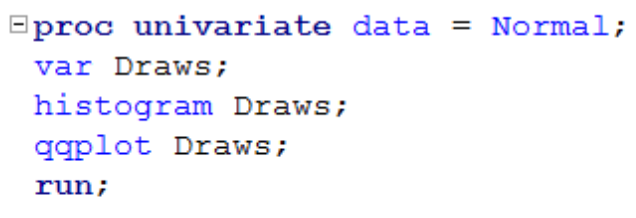 proc univariate data = Normal;
var Draws;
histogram Draws;
qqplot Draws;
run;